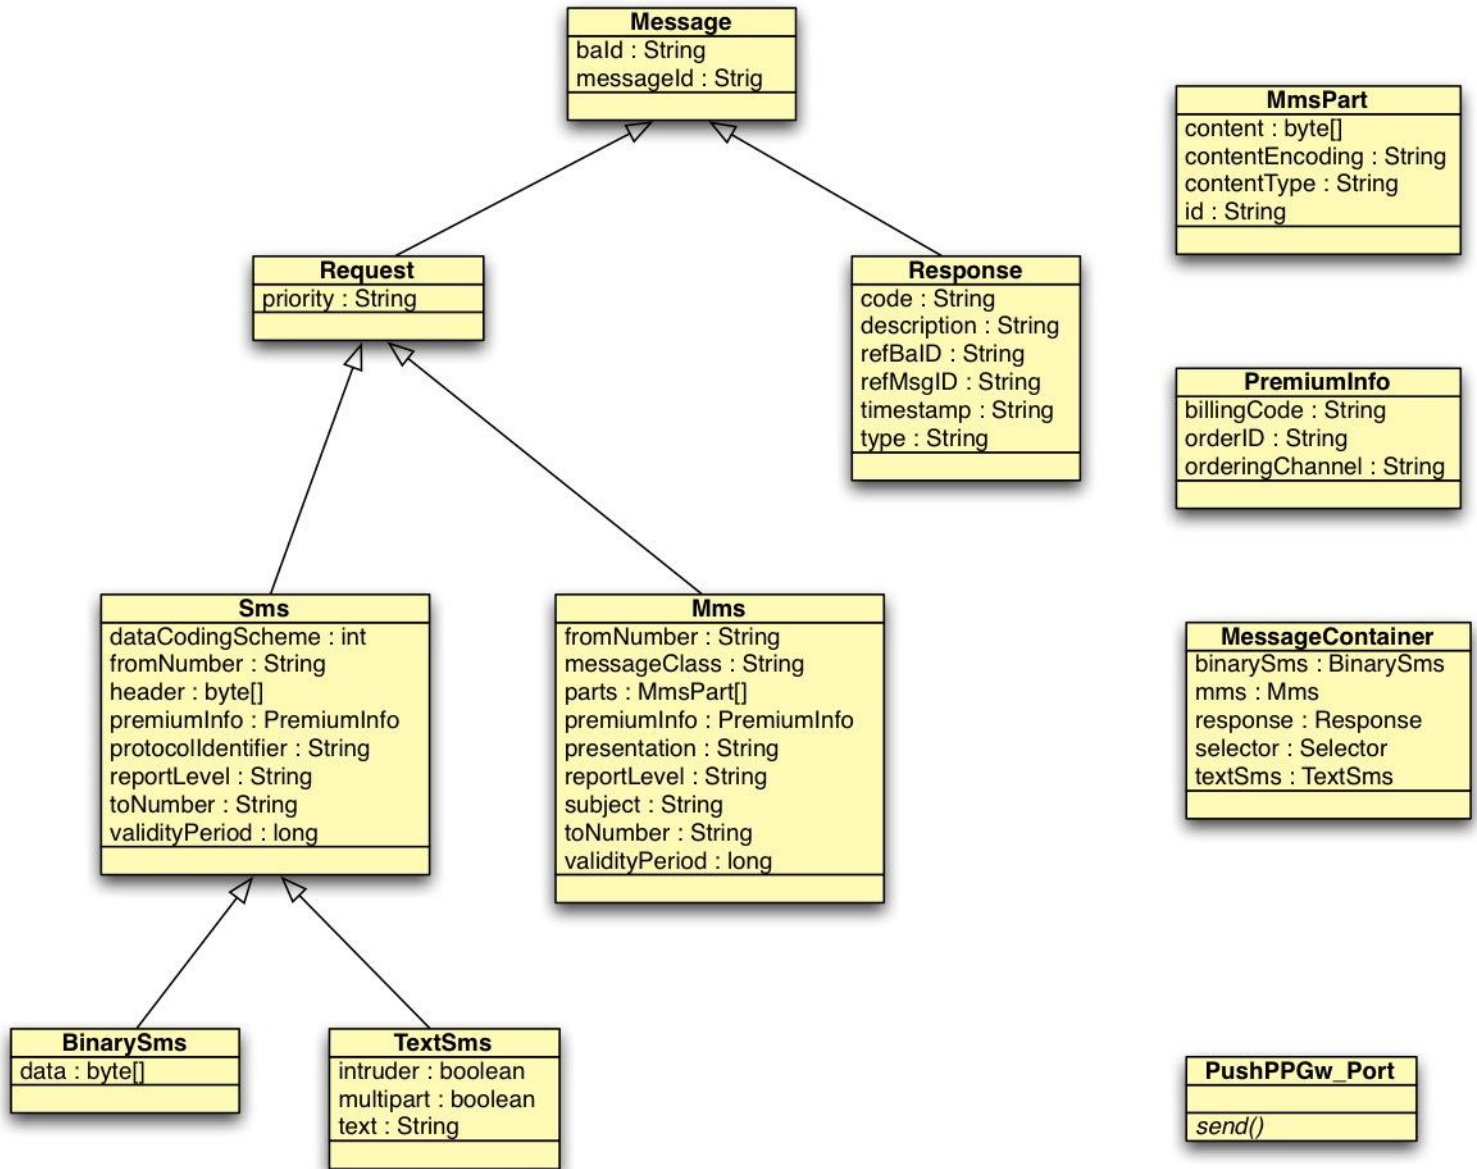 Message
baId : String
messageId : Strig
MmsPart
content : byte[]
contentEncoding : String
contentType : String
id : String
Request
priority : String
Response
code : String
description : String
refBaID : String
refMsgID : String
timestamp : String
type : String
PremiumInfo
billingCode : String
orderID : String
orderingChannel : String
Sms
dataCodingScheme : int
fromNumber : String
header : byte[]
premiumInfo : PremiumInfo
protocolIdentifier : String
reportLevel : String
toNumber : String
validityPeriod : long
Mms
fromNumber : String
messageClass : String
parts : MmsPart[]
premiumInfo : PremiumInfo
presentation : String
reportLevel : String
subject : String
toNumber : String
validityPeriod : long
MessageContainer
binarySms : BinarySms
mms : Mms
response : Response
selector : Selector
textSms : TextSms
BinarySms
data : byte[]
TextSms
intruder : boolean
multipart : boolean
text : String
PushPPGw_Port
send()